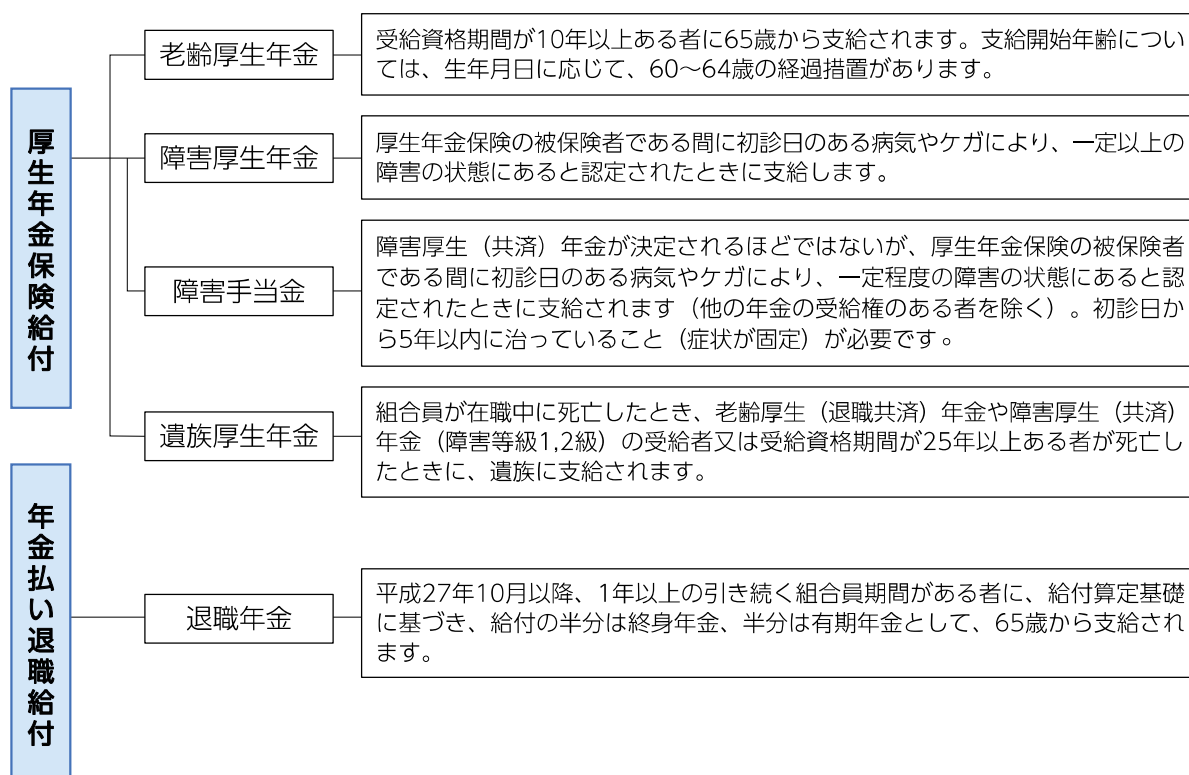 厚生年金保険給付
老齢厚生年金
受給資格期間が10年以上ある者に65歳から支給されます。支給開始年齢につい
ては、生年月日に応じて、60〜64歳の経過措置があります。
障害厚生年金
厚生年金保険の被保険者である間に初診日のある病気やケガにより、一定以上の
障害の状態にあると認定されたときに支給します。
障害手当金
障害厚生（共済）年金が決定されるほどではないが、厚生年金保険の被保険者
である間に初診日のある病気やケガにより、一定程度の障害の状態にあると認
定されたときに支給されます（他の年金の受給権のある者を除く）。初診日か
ら5年以内に治っていること（症状が固定）が必要です。
遺族厚生年金
組合員が在職中に死亡したとき、老齢厚生（退職共済）年金や障害厚生（共済）
年金（障害等級1,2級）の受給者又は受給資格期間が25年以上ある者が死亡し
たときに、遺族に支給されます。
年金払い退職給付
退職年金
平成27年10月以降、1年以上の引き続く組合員期間がある者に、給付算定基礎
に基づき、給付の半分は終身年金、半分は有期年金として、65歳から支給され
ます。